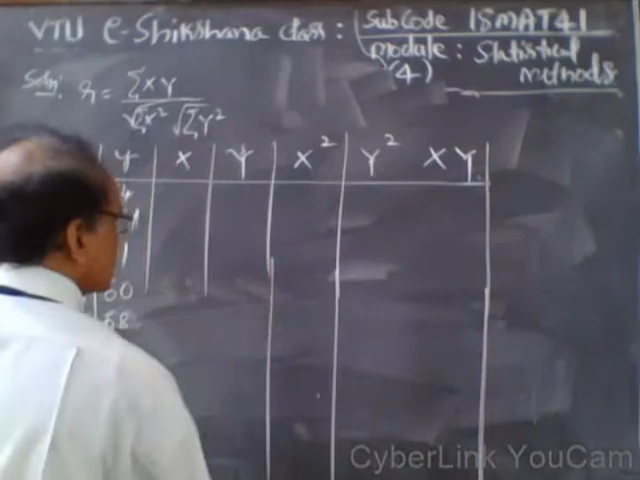 VTU e-Shikshana class: Sub Code 15MAT41
Module: Statistical
(4) methods
Soln: r = ΣXY
√Σx² √ΣY²
y X Y X² Y² XY
60
68
CyberLink YouCam